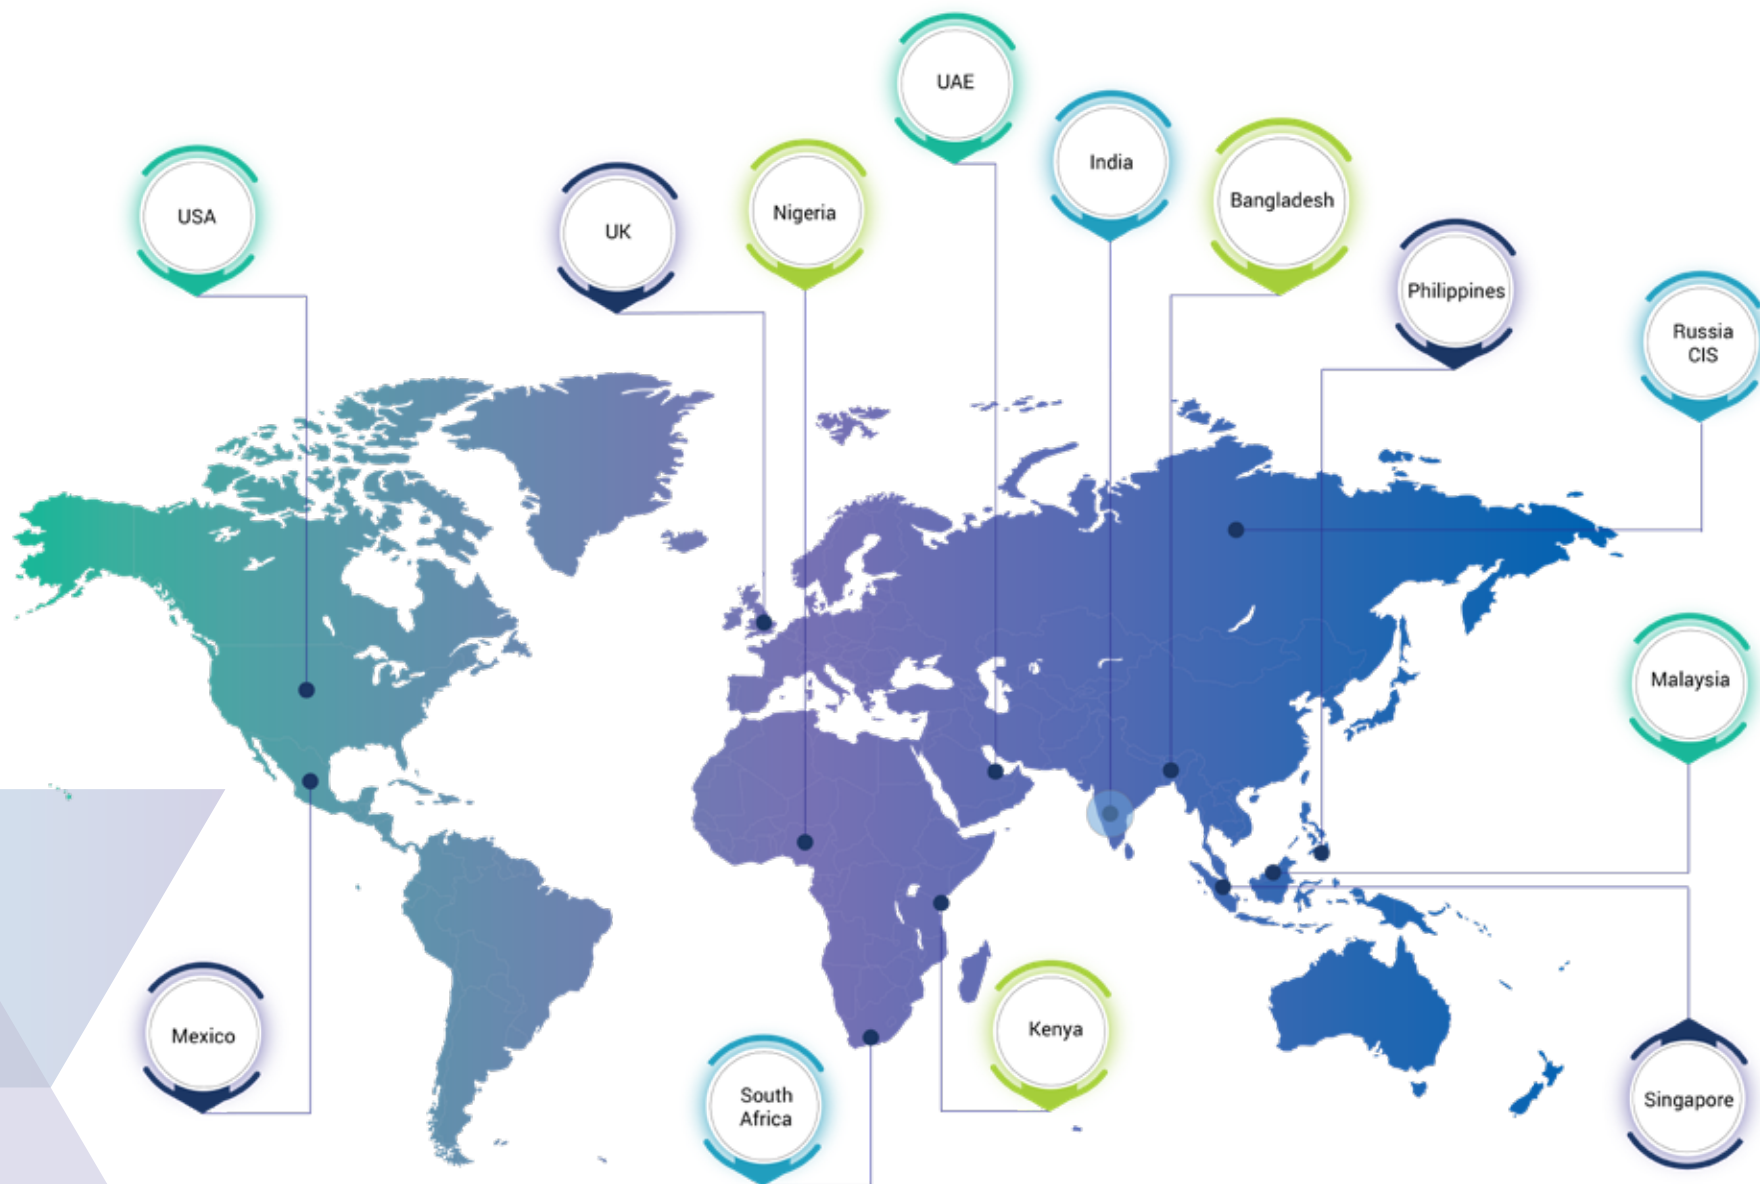 UAE
India
Bangladesh
USA
UK
Nigeria
Philippines
Russia
CIS
Malaysia
Mexico
South
Africa
Kenya
Singapore